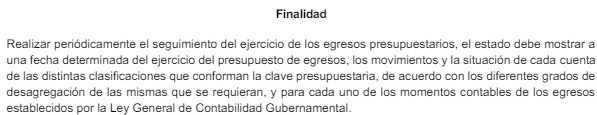 Finalidad
Realizar periódicamente el seguimiento del ejercicio de los egresos presupuestarios, el estado debe mostrar a
una fecha determinada del ejercicio del presupuesto de egresos, los movimientos y la situación de cada cuenta
de las distintas clasificaciones que conforman la clave presupuestaria, de acuerdo con los diferentes grados de
desagregación de las mismas que se requieran, y para cada uno de los momentos contables de los egresos
establecidos por la Ley General de Contabilidad Gubernamental.